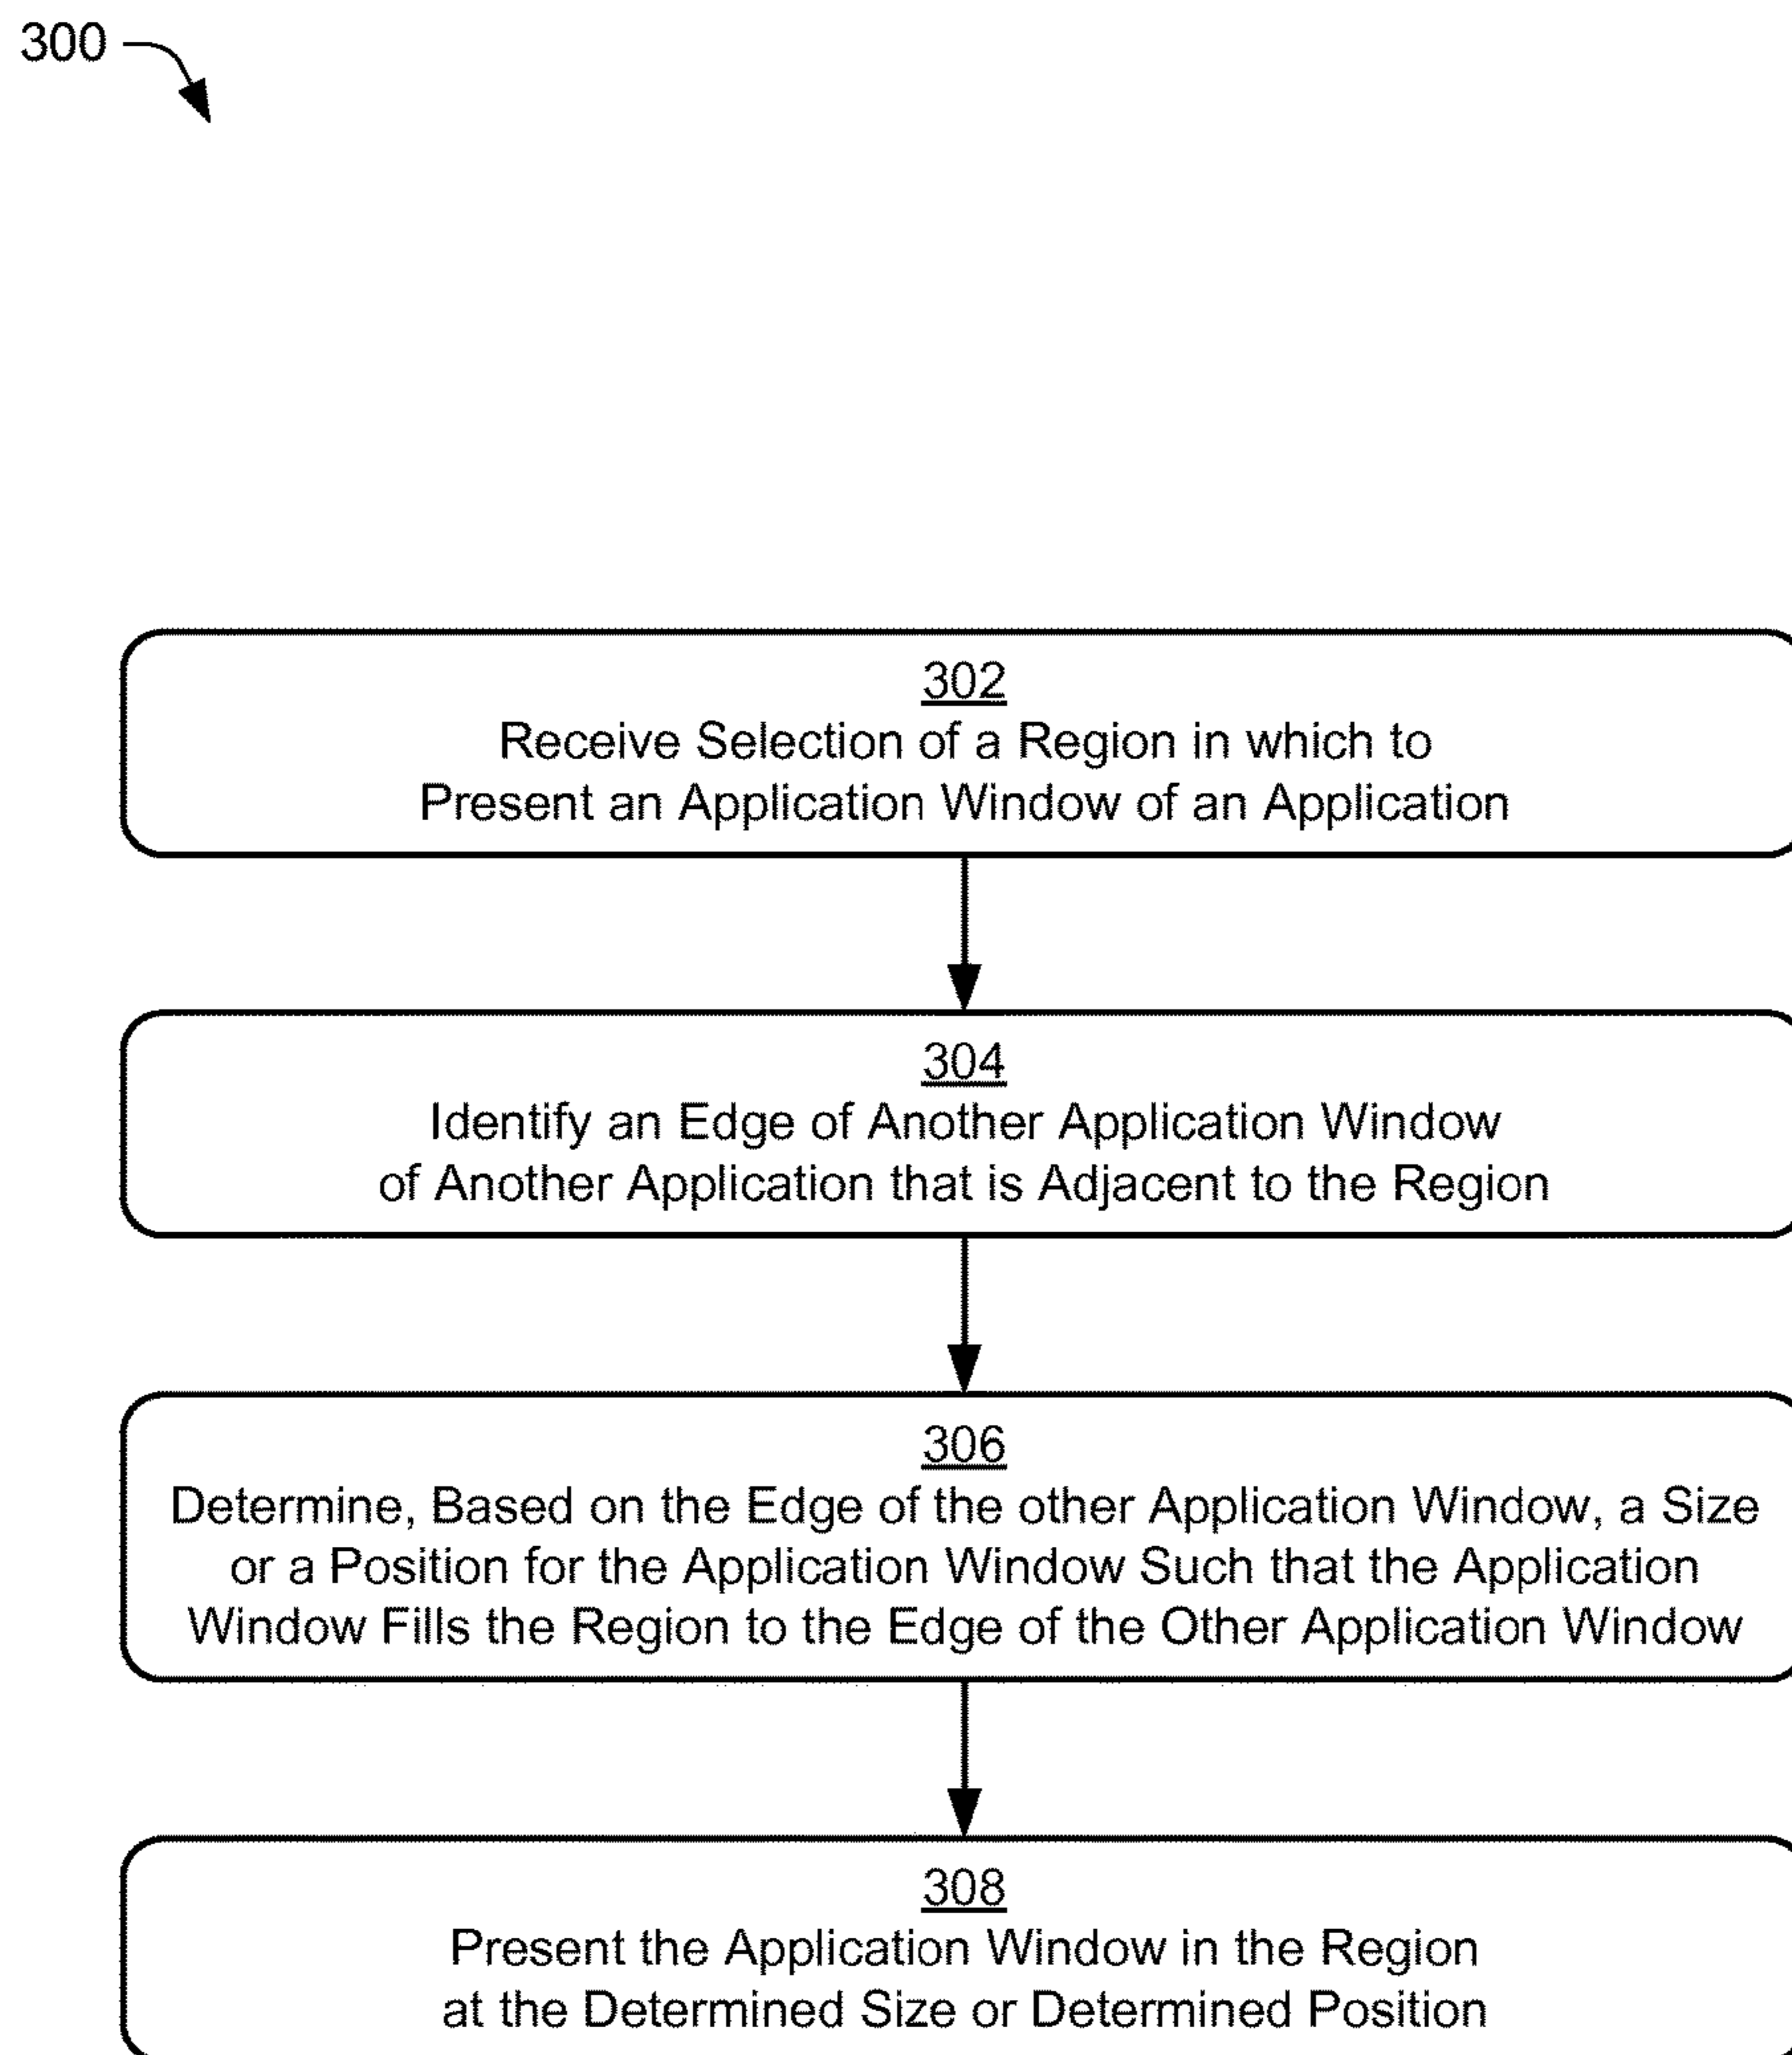 300
302
Receive Selection of a Region in which to
Present an Application Window of an Application
304
Identify an Edge of Another Application Window
of Another Application that is Adjacent to the Region
306
Determine, Based on the Edge of the other Application Window, a Size
or a Position for the Application Window Such that the Application
Window Fills the Region to the Edge of the Other Application Window
308
Present the Application Window in the Region
at the Determined Size or Determined Position